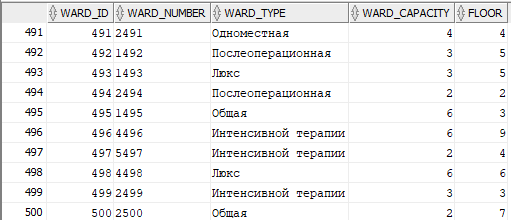 WARD_ID WARD_NUMBER WARD_TYPE WARD_CAPACITY FLOOR
491 491 2491 Одноместная 4 4
492 492 1492 Послеоперационная 3 5
493 493 1493 Люкс 3 5
494 494 2494 Послеоперационная 2 2
495 495 1495 Общая 6 3
496 496 4496 Интенсивной терапии 6 9
497 497 5497 Интенсивной терапии 2 4
498 498 4498 Люкс 6 6
499 499 2499 Интенсивной терапии 3 3
500 500 2500 Общая 2 7